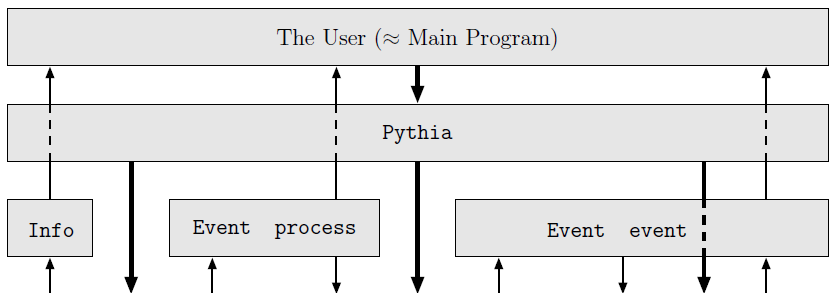 The User (≈ Main Program)
Pythia
Info
Event process
Event event